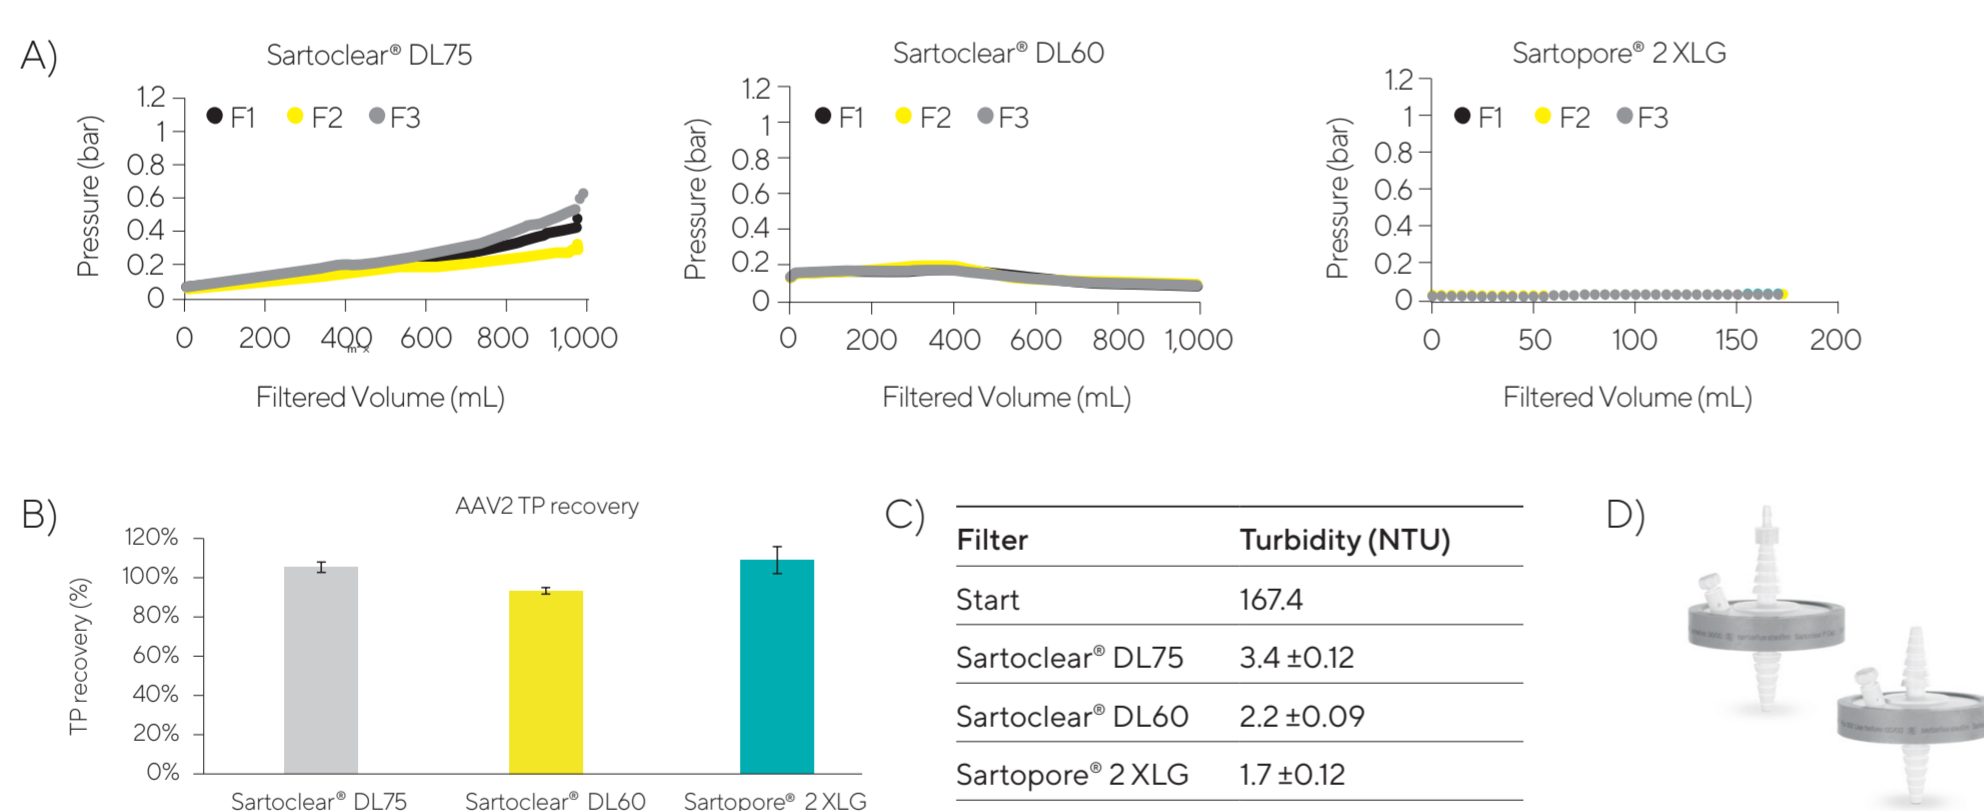 A)
Sartoclear® DL75
1.2
1
0.8
0.6
0.4
0.2
0
Pressure (bar)
F1 F2 F3
0 200 400 600 800 1,000
Filtered Volume (mL)
Sartoclear® DL60
1.2
1
0.8
0.6
0.4
0.2
0
Pressure (bar)
F1 F2 F3
0 200 400 600 800 1,000
Filtered Volume (mL)
Sartopore® 2 XLG
1.2
1
0.8
0.6
0.4
0.2
0
Pressure (bar)
F1 F2 F3
0 50 100 150 200
Filtered Volume (mL)
B)
AAV2 TP recovery
120%
100%
80%
60%
40%
20%
0%
TP recovery (%)
Sartoclear® DL75 Sartoclear® DL60 Sartopore® 2 XLG
C)
Filter Turbidity (NTU)
Start 167.4
Sartoclear® DL75 3.4 ±0.12
Sartoclear® DL60 2.2 ±0.09
Sartopore® 2 XLG 1.7 ±0.12
D)